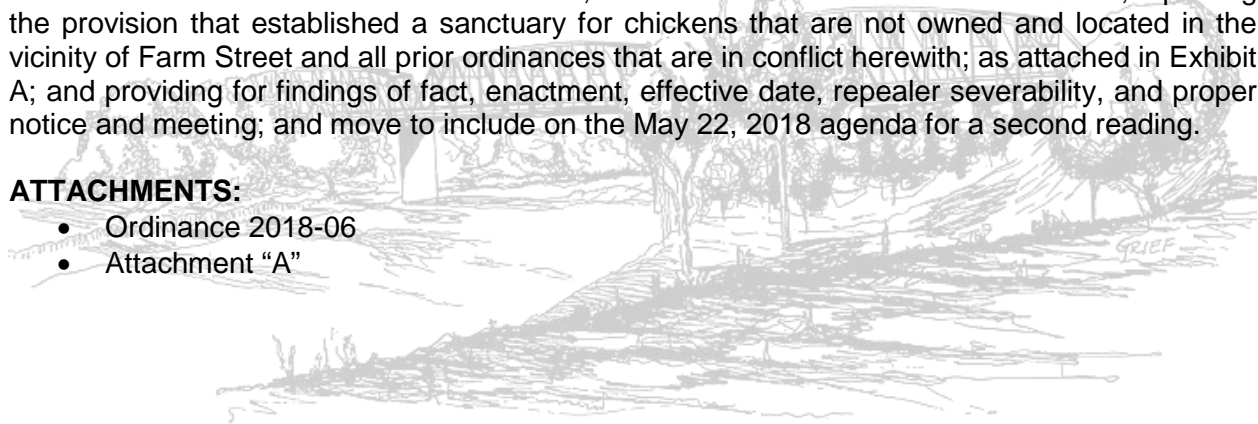 the provision that established a sanctuary for chickens that are not owned and located in the
vicinity of Farm Street and all prior ordinances that are in conflict herewith; as attached in Exhibit
A; and providing for findings of fact, enactment, effective date, repealer severability, and proper
notice and meeting; and move to include on the May 22, 2018 agenda for a second reading.
ATTACHMENTS:
• Ordinance 2018-06
• Attachment “A”
GRIEF